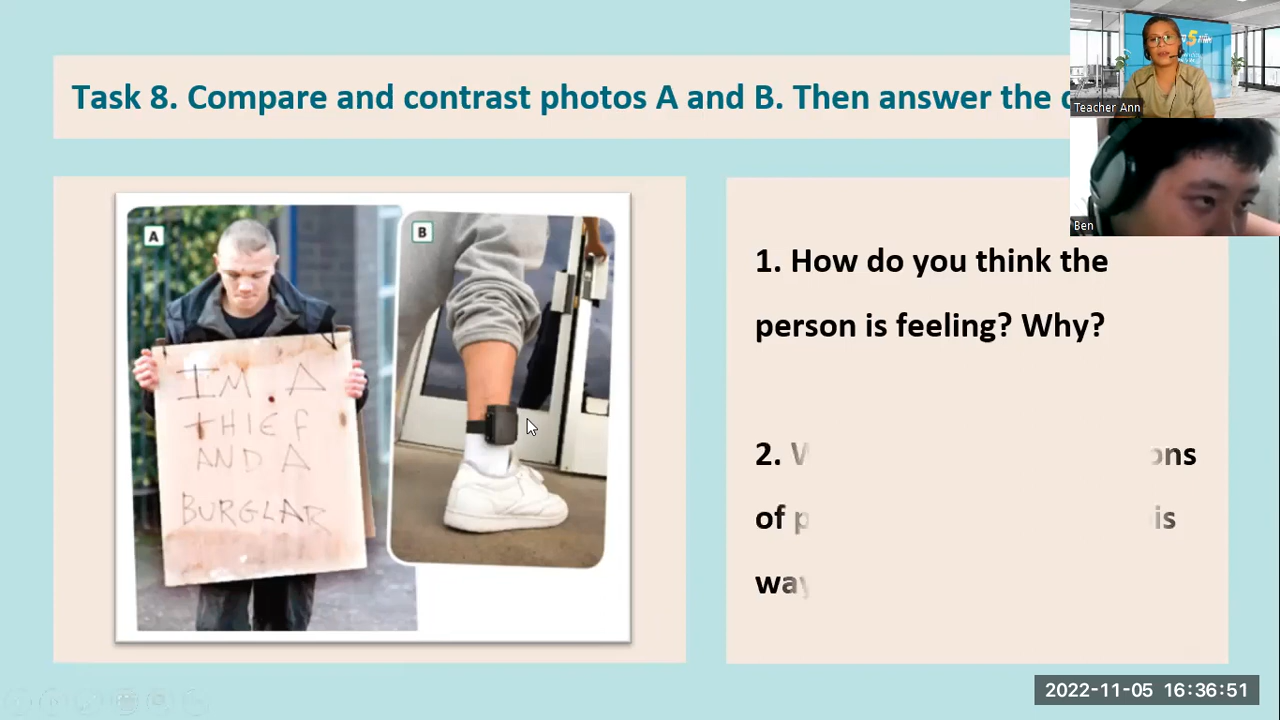 Task 8. Compare and contrast photos A and B. Then answer the
Teacher Ann
Ben
A
I'M A
THIEF
AND A
BURGLAR
B
1. How do you think the
person is feeling? Why?
2.
of
is
way
2022-11-05 16:36:51